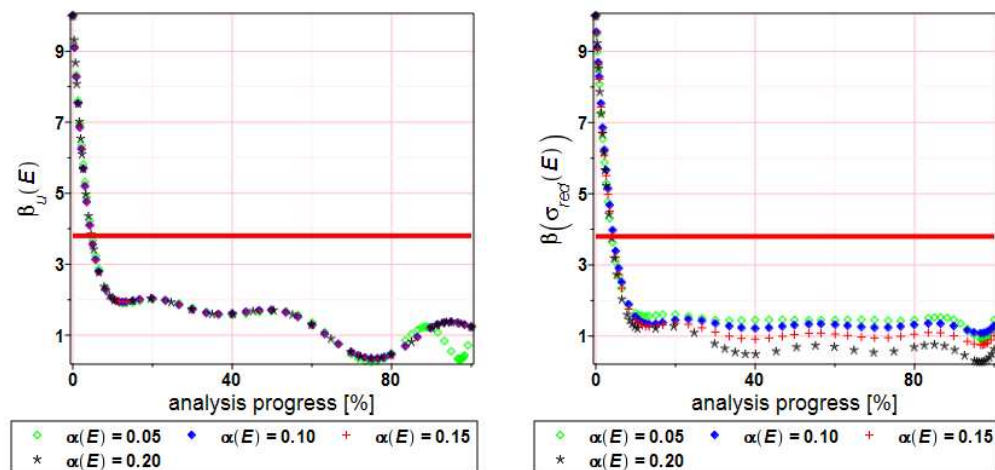 9
7
5
3
1
β_u(E)
0 40 80
analysis progress [%]
α(E) = 0.05 α(E) = 0.10 α(E) = 0.15
α(E) = 0.20
9
7
5
3
1
β(σ_red(E))
0 40 80
analysis progress [%]
α(E) = 0.05 α(E) = 0.10 α(E) = 0.15
α(E) = 0.20